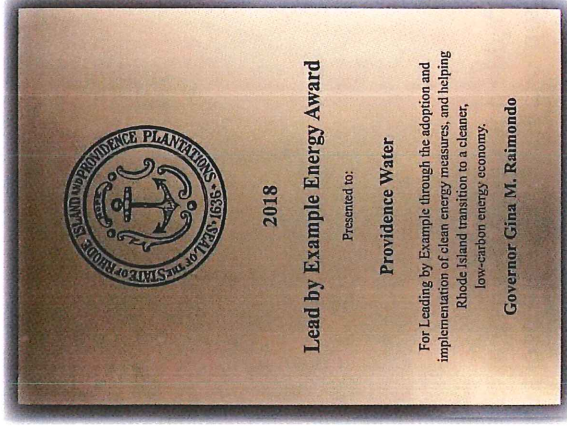 SEAL OF THE STATE OF RHODE ISLAND AND PROVIDENCE PLANTATIONS • 1636 •
2018
Lead by Example Energy Award
Presented to:
Providence Water
For Leading by Example through the adoption and
implementation of clean energy measures, and helping
Rhode Island transition to a cleaner,
low-carbon energy economy.
Governor Gina M. Raimondo